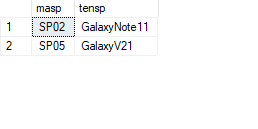 masp tensp
1 SP02 GalaxyNote11
2 SP05 GalaxyV21